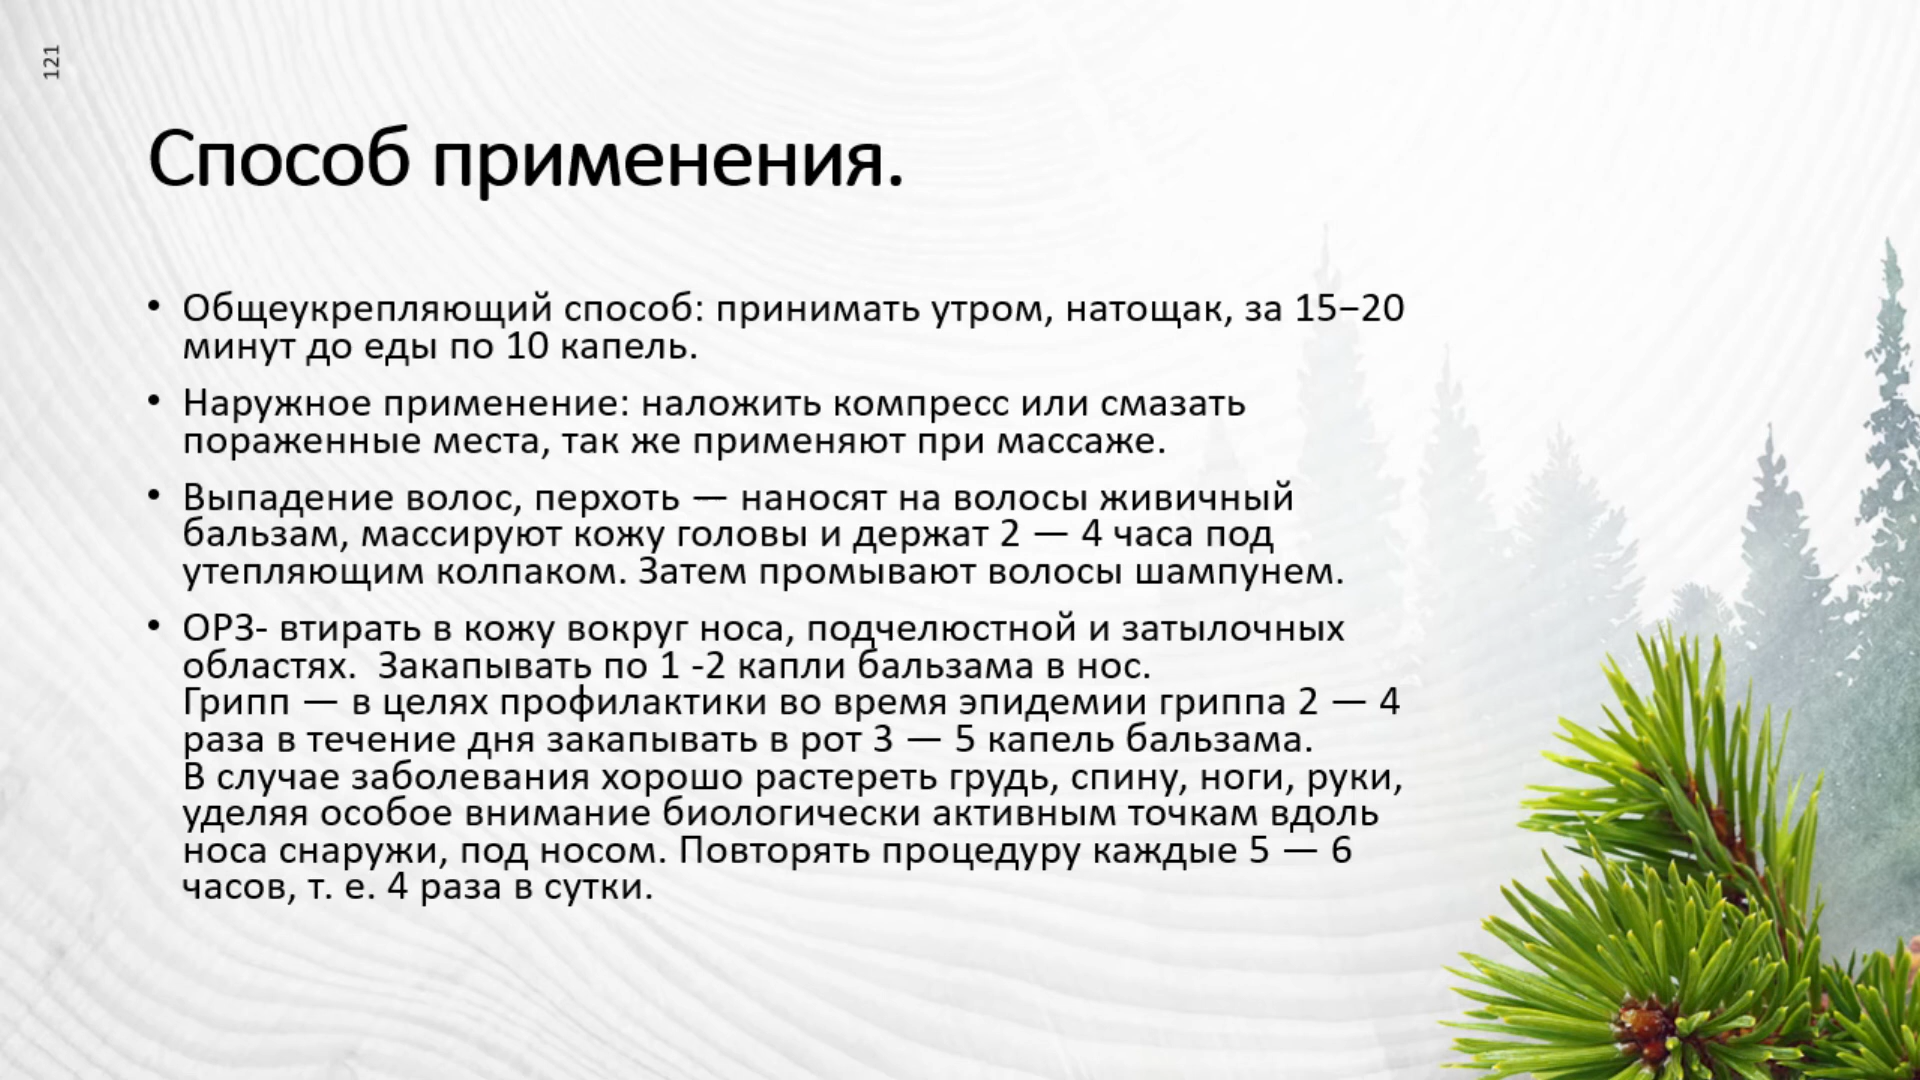 121
Способ применения.
• Общеукрепляющий способ: принимать утром, натощак, за 15–20
минут до еды по 10 капель.
• Наружное применение: наложить компресс или смазать
пораженные места, так же применяют при массаже.
• Выпадение волос, перхоть — наносят на волосы живичный
бальзам, массируют кожу головы и держат 2 — 4 часа под
утепляющим колпаком. Затем промывают волосы шампунем.
• ОРЗ- втирать в кожу вокруг носа, подчелюстной и затылочных
областях.  Закапывать по 1 -2 капли бальзама в нос.
Грипп — в целях профилактики во время эпидемии гриппа 2 — 4
раза в течение дня закапывать в рот 3 — 5 капель бальзама.
В случае заболевания хорошо растереть грудь, спину, ноги, руки,
уделяя особое внимание биологически активным точкам вдоль
носа снаружи, под носом. Повторять процедуру каждые 5 — 6
часов, т. е. 4 раза в сутки.